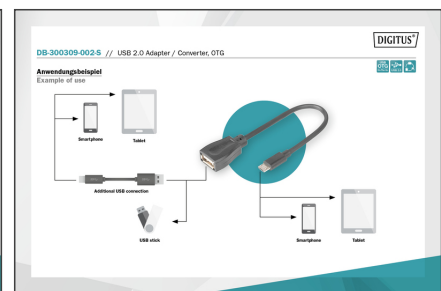 DIGITUS®
DB-300309-002-S // USB 2.0 Adapter / Converter, OTG
Anwendungsbeispiel
Example of use
OTG
Smartphone
Tablet
Additional USB connection
USB stick
Smartphone
Tablet